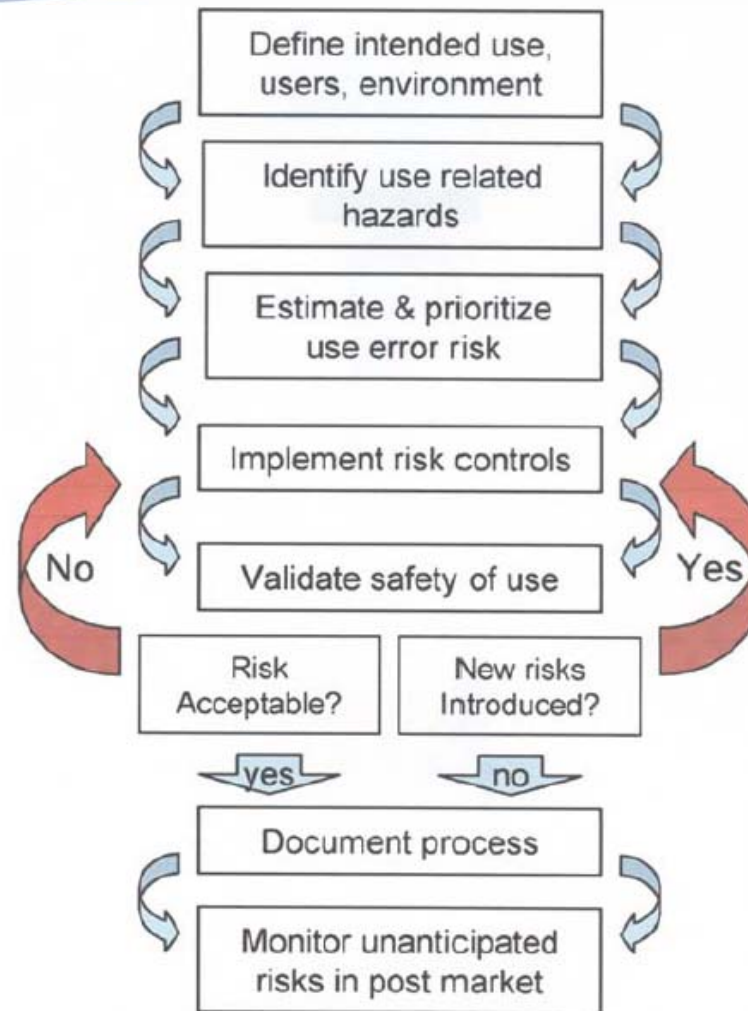 Define intended use,
users, environment
Identify use related
hazards
Estimate & prioritize
use error risk
Implement risk controls
No
Yes
Validate safety of use
Risk
Acceptable?
New risks
Introduced?
yes
no
Document process
Monitor unanticipated
risks in post market